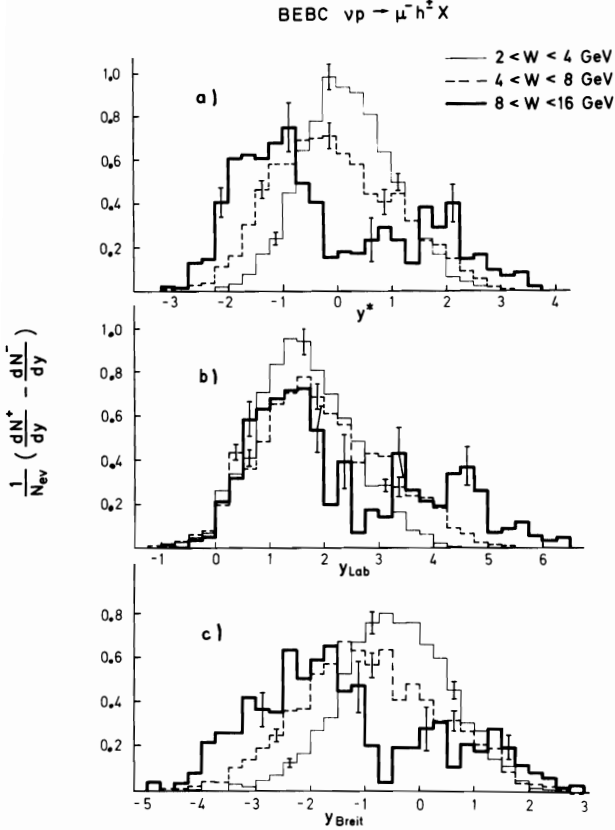 BEBC νp → μ⁻h±X
2 < W < 4 GeV
4 < W < 8 GeV
8 < W < 16 GeV
a)
1.0
0.8
0.6
0.4
0.2
-3 -2 -1 0 1 2 3 4
y*
b)
1.0
0.8
0.6
0.4
0.2
-1 0 1 2 3 4 5 6
yLab
1/Nev ( dN⁺/dy - dN⁻/dy )
c)
0.8
0.6
0.4
0.2
-5 -4 -3 -2 -1 0 1 2 3
yBreit